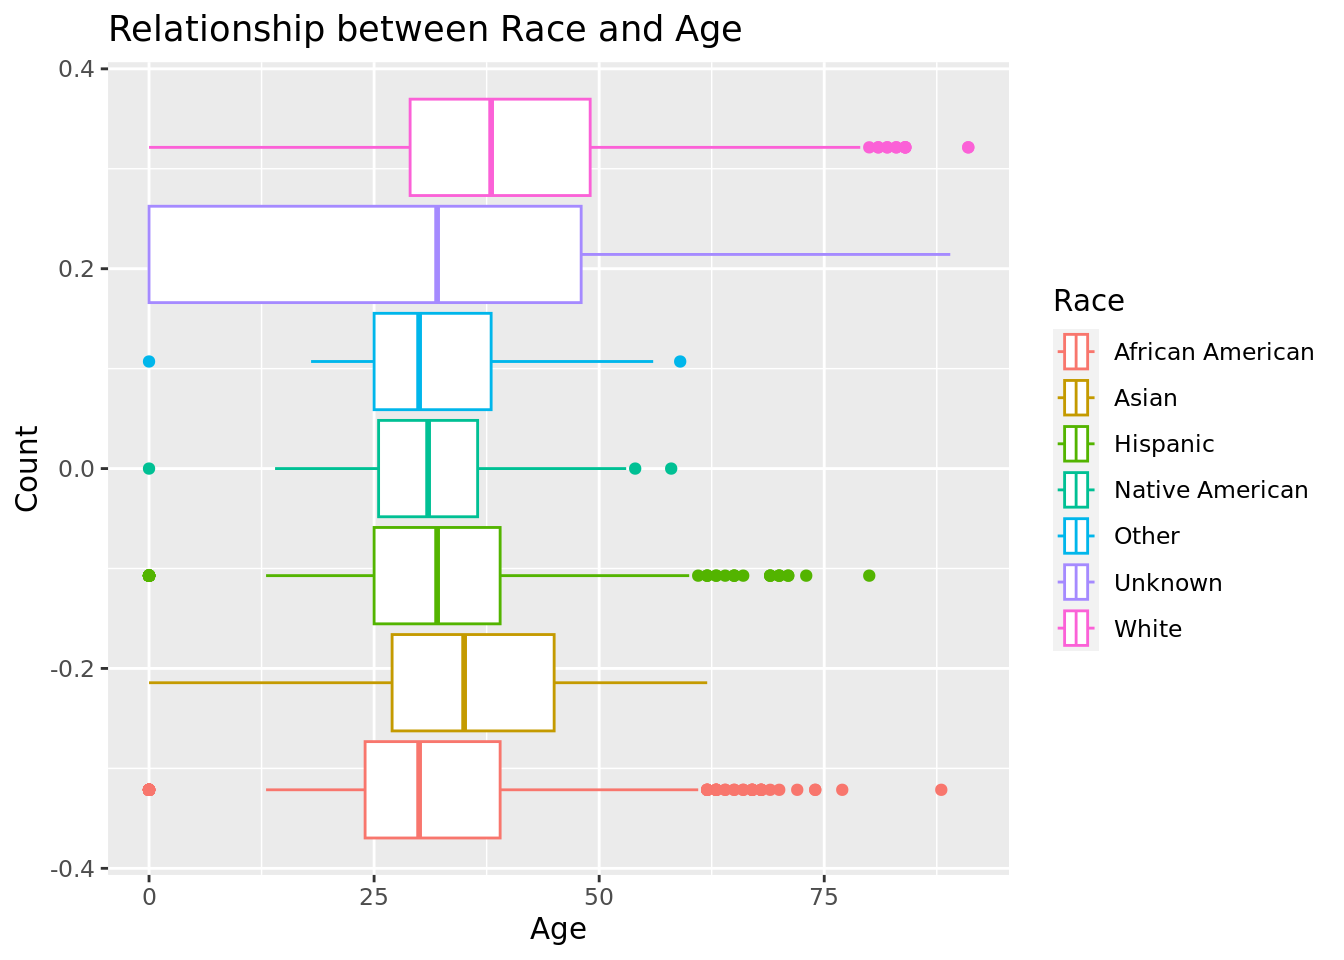 Relationship between Race and Age
0.4
0.2
0.0
-0.2
-0.4
Count
0
25
50
75
Age
Race
African American
Asian
Hispanic
Native American
Other
Unknown
White